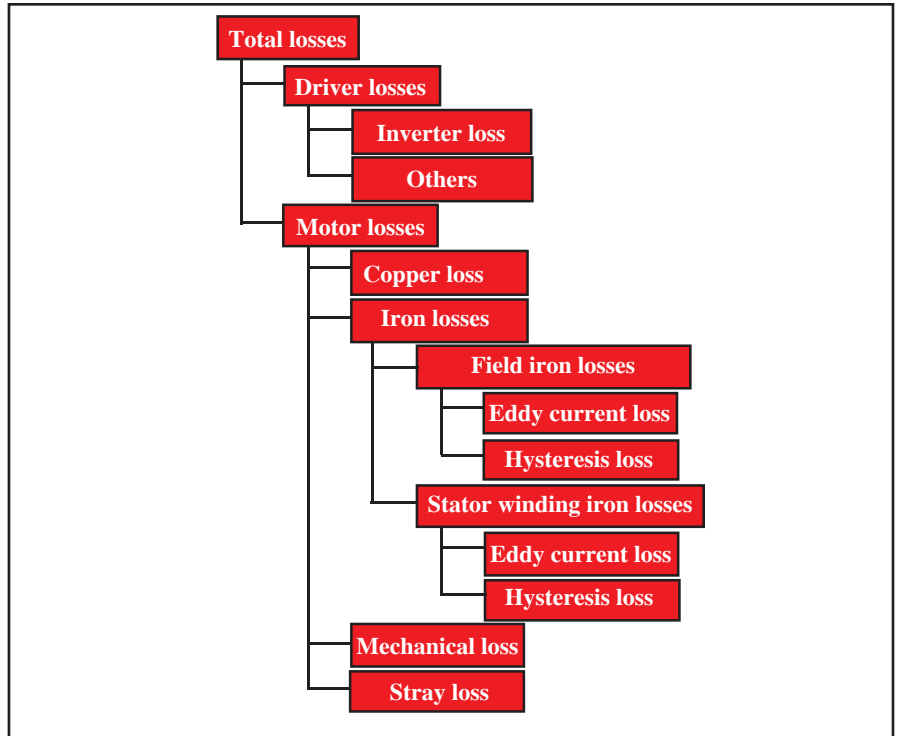 Total losses
Driver losses
Inverter loss
Others
Motor losses
Copper loss
Iron losses
Field iron losses
Eddy current loss
Hysteresis loss
Stator winding iron losses
Eddy current loss
Hysteresis loss
Mechanical loss
Stray loss